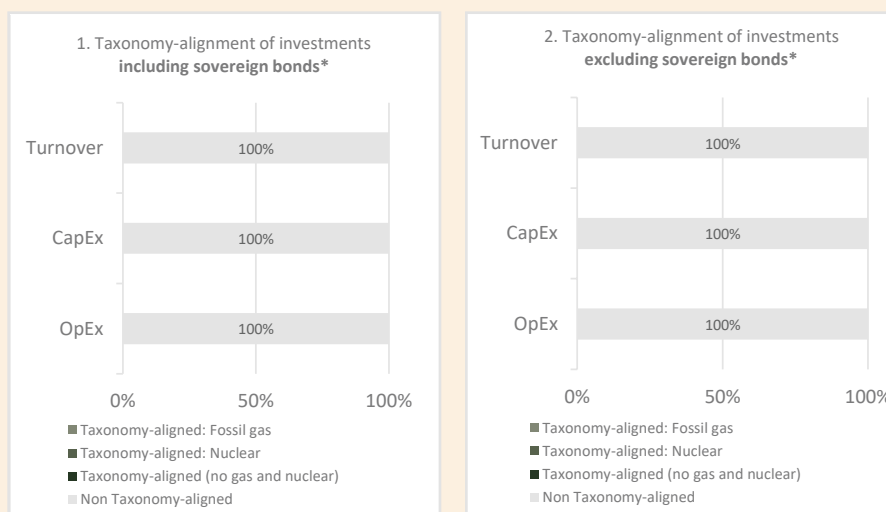 1. Taxonomy-alignment of investments
including sovereign bonds*
Turnover
100%
CapEx
100%
OpEx
100%
0%
50%
100%
Taxonomy-aligned: Fossil gas
Taxonomy-aligned: Nuclear
Taxonomy-aligned (no gas and nuclear)
Non Taxonomy-aligned
2. Taxonomy-alignment of investments
excluding sovereign bonds*
Turnover
100%
CapEx
100%
OpEx
100%
0%
50%
100%
Taxonomy-aligned: Fossil gas
Taxonomy-aligned: Nuclear
Taxonomy-aligned (no gas and nuclear)
Non Taxonomy-aligned